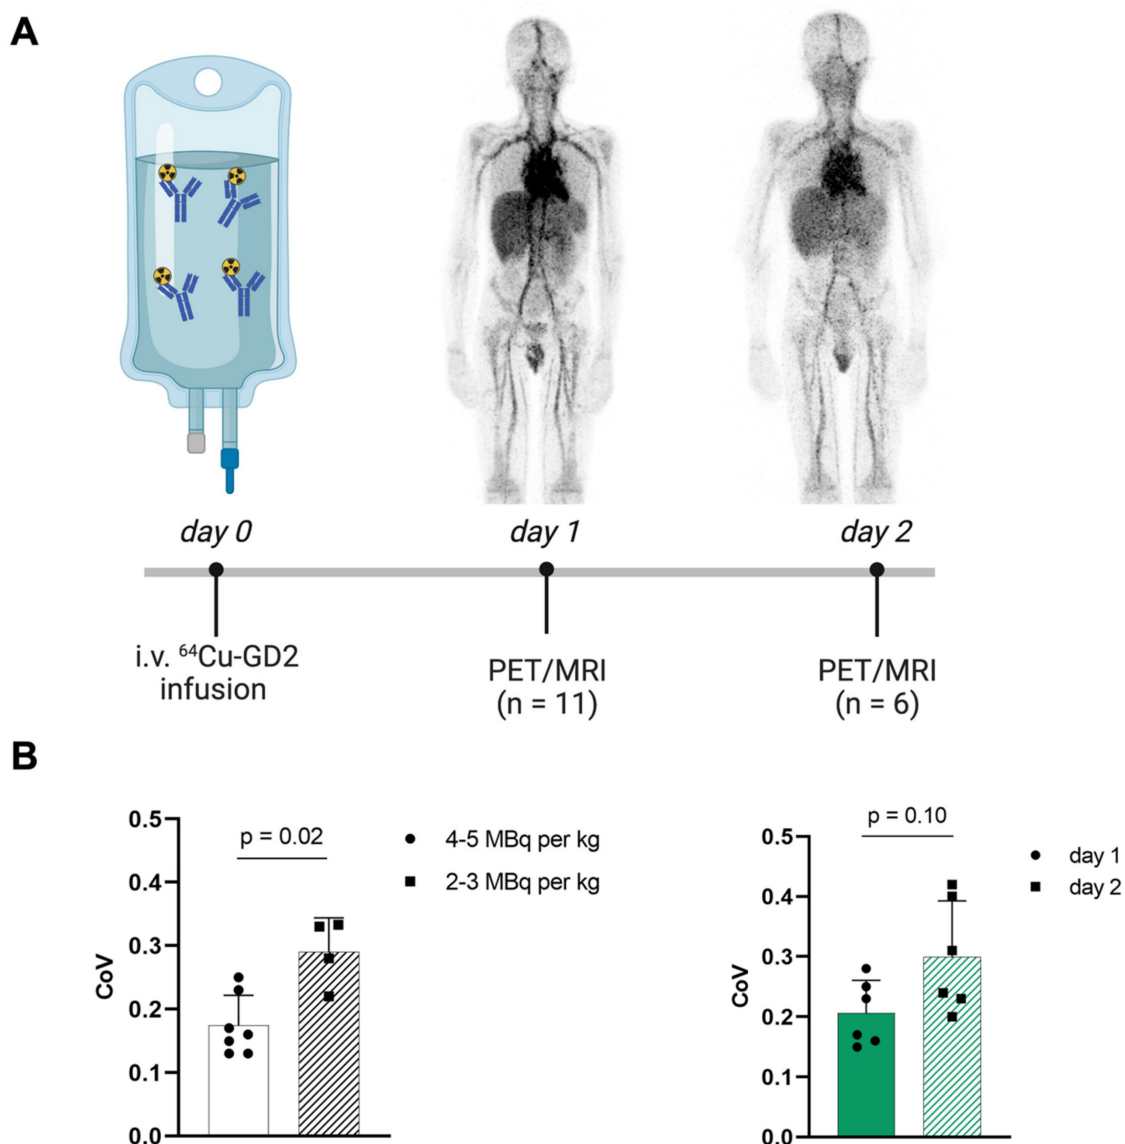 A
day 0
day 1
day 2
i.v. ⁶⁴Cu-GD2
infusion
PET/MRI
(n = 11)
PET/MRI
(n = 6)
B
0.5
0.4
0.3
0.2
0.1
0.0
CoV
p = 0.02
4-5 MBq per kg
2-3 MBq per kg
0.5
0.4
0.3
0.2
0.1
0.0
CoV
p = 0.10
day 1
day 2